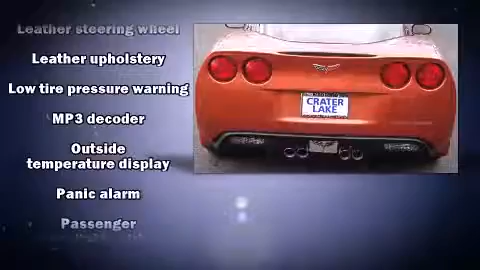 Leather steering wheel
Leather upholstery
Low tire pressure warning
MP3 decoder
Outside
temperature display
Panic alarm
Passenger
CRATER
LAKE